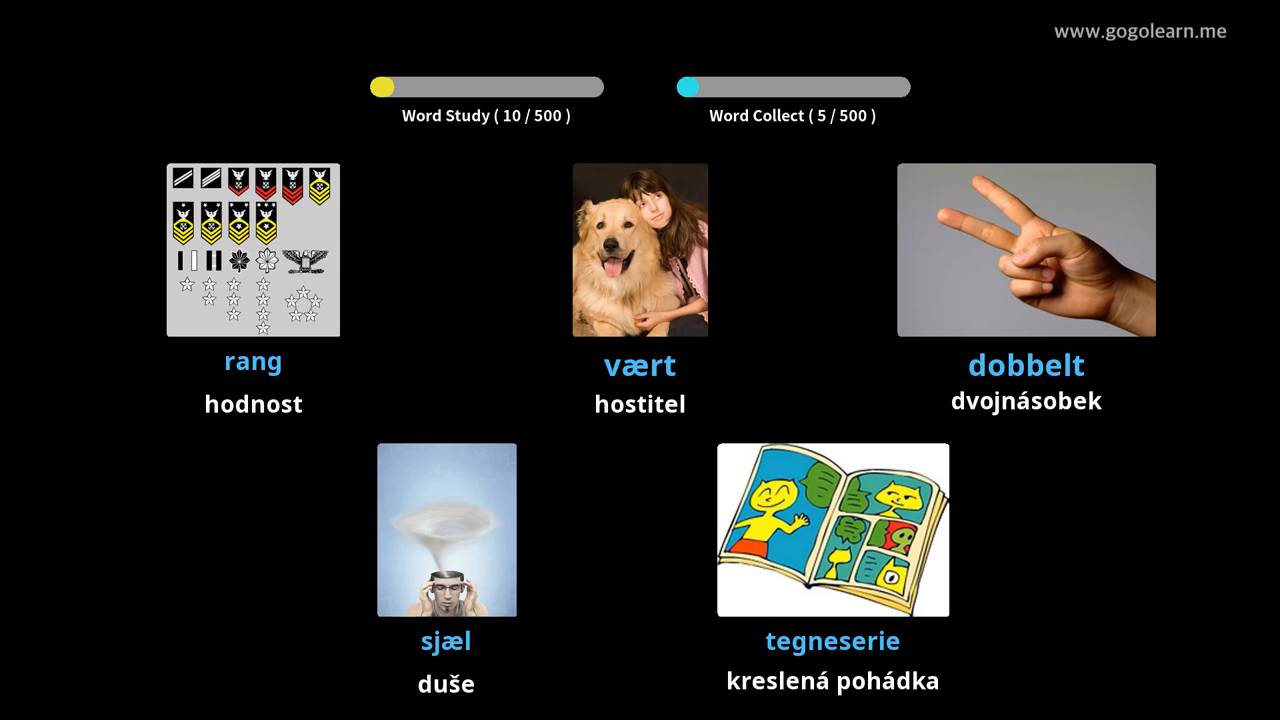 www.gogolearn.me
Word Study ( 10 / 500 )
Word Collect ( 5 / 500 )
rang
hodnost
vært
hostitel
dobbelt
dvojnásobek
sjæl
duše
tegneserie
kreslená pohádka